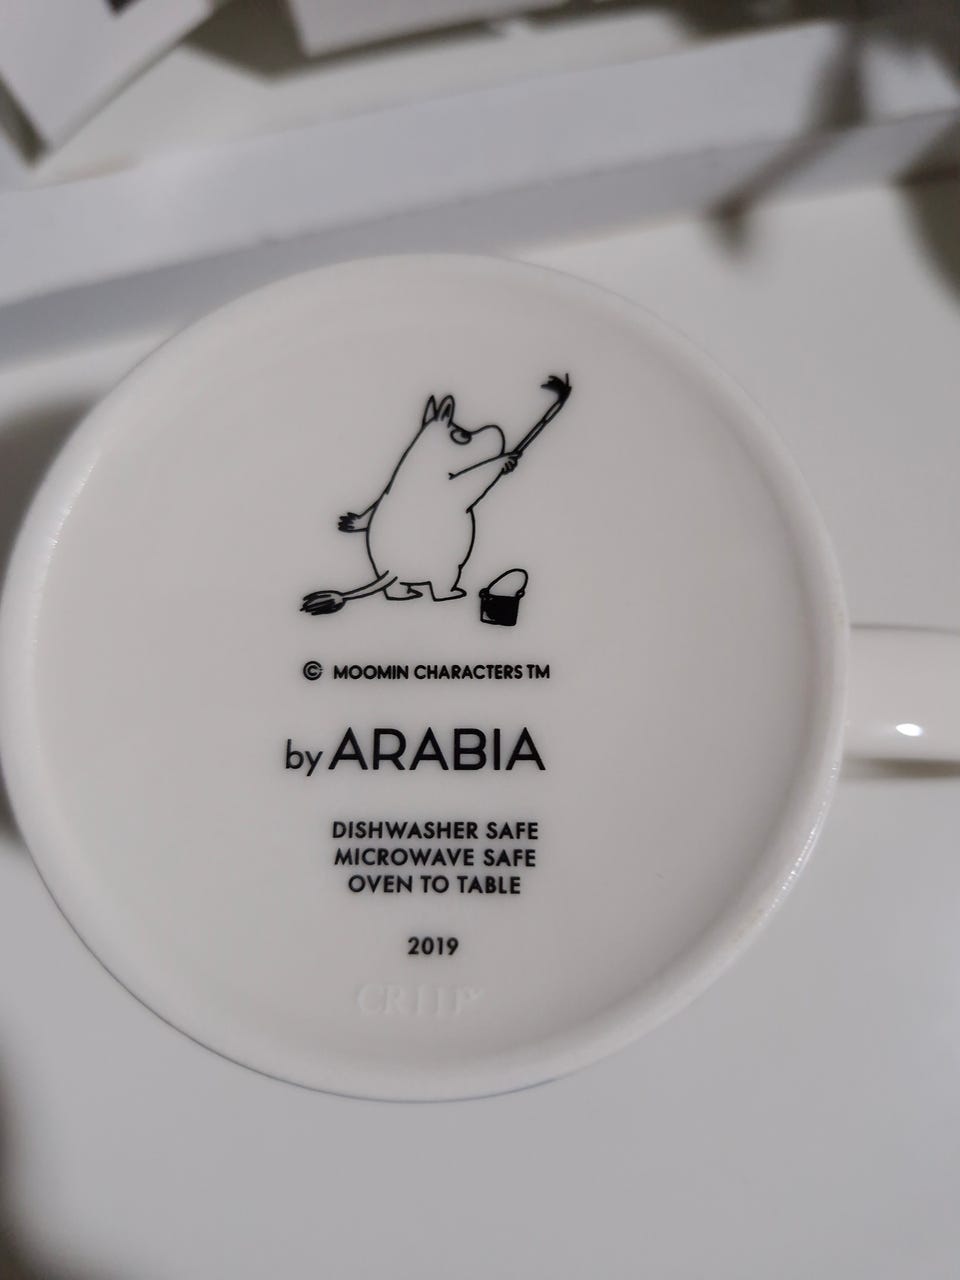 © MOOMIN CHARACTERS TM
by ARABIA
DISHWASHER SAFE
MICROWAVE SAFE
OVEN TO TABLE
2019